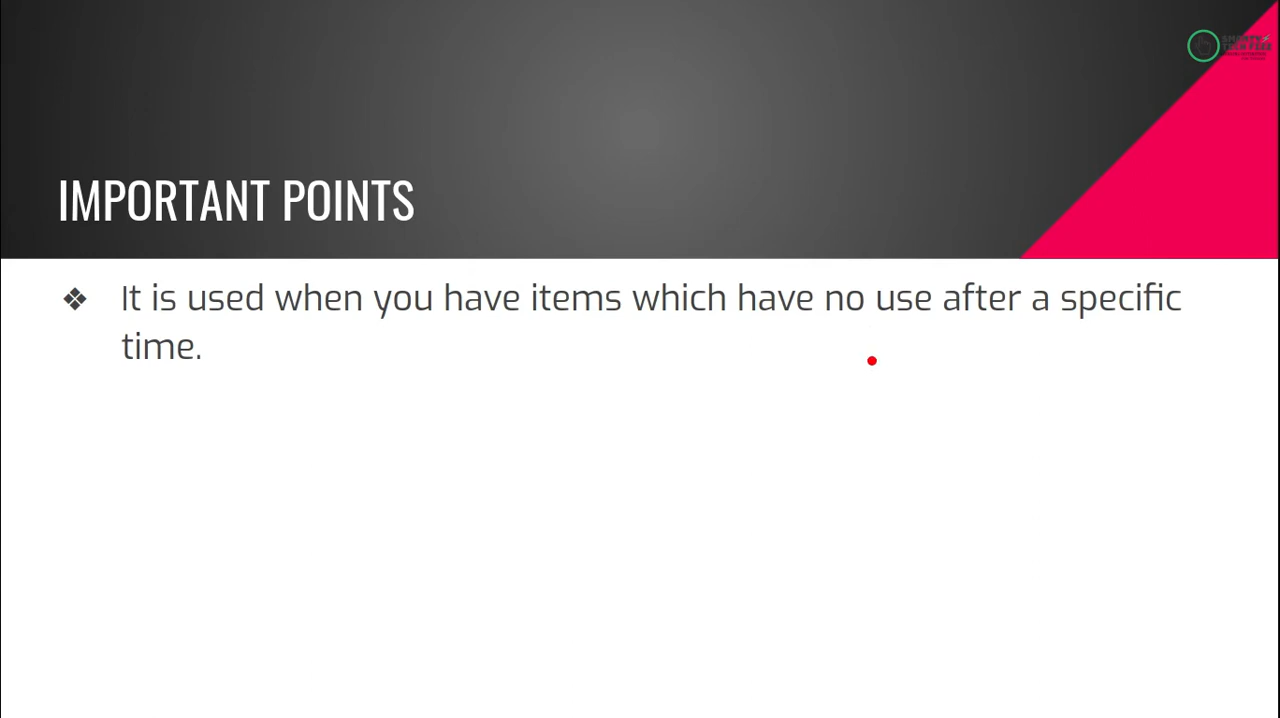 IMPORTANT POINTS
❖ It is used when you have items which have no use after a specific
time.